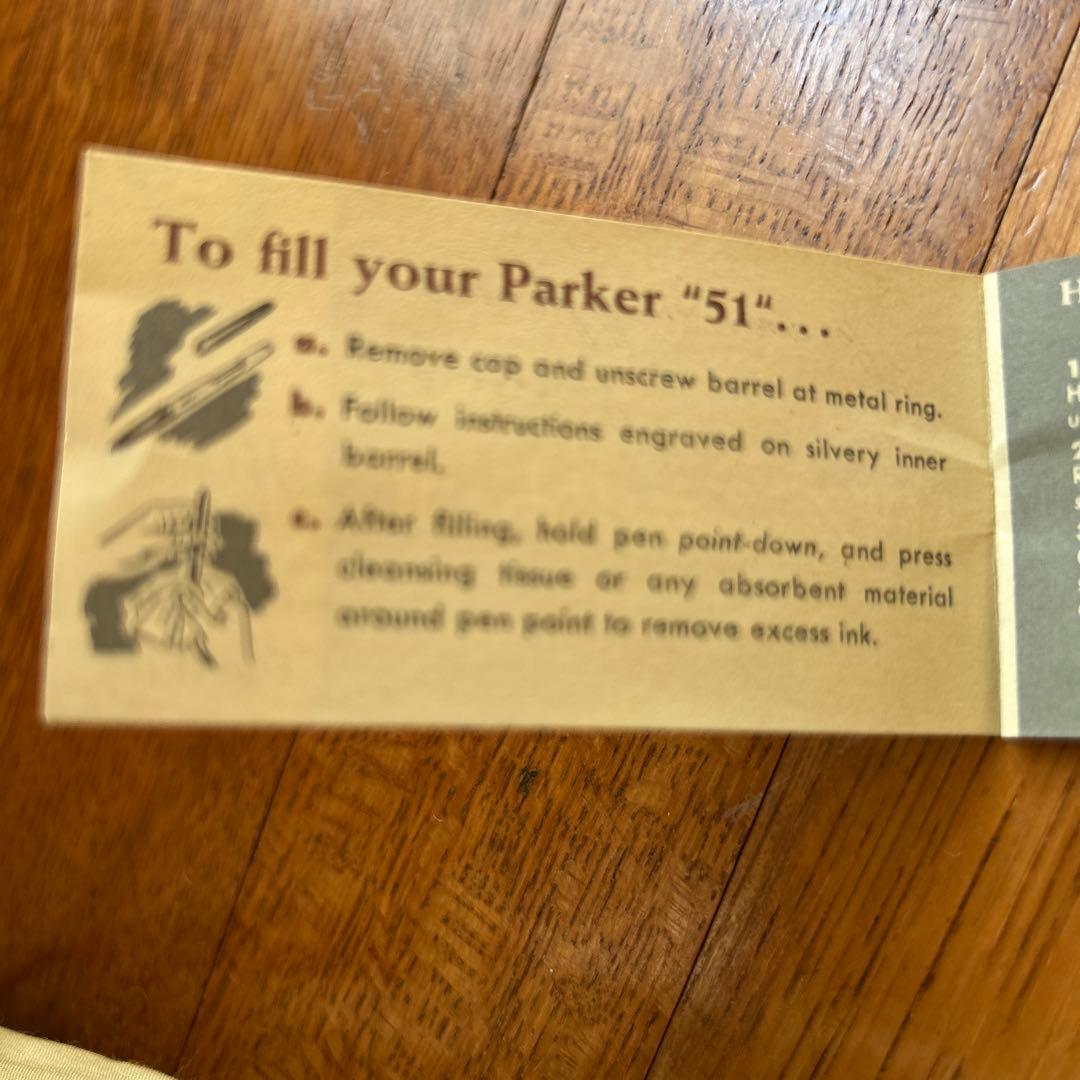 To fill your Parker “51“...
a. Remove cap and unscrew barrel at metal ring.
b. Follow instructions engraved on silvery inner
barrel.
c. After filling, hold pen point-down, and press
cleansing tissue or any absorbent material
around pen point to remove excess ink.
H
1
H
u
2